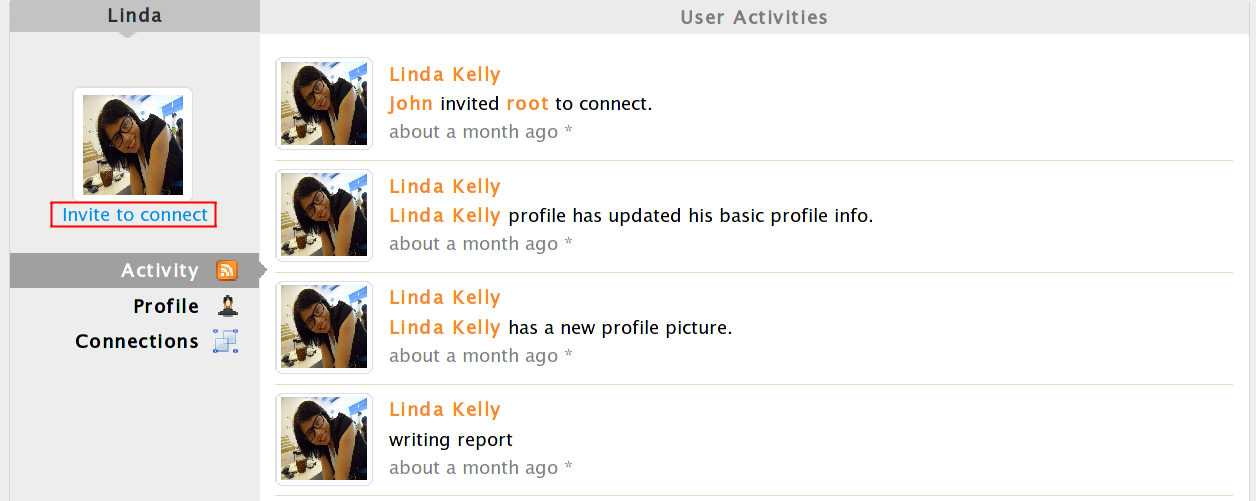 Linda
Invite to connect
Activity
Profile
Connections
User Activities
Linda Kelly
john invited root to connect.
about a month ago *
Linda Kelly
Linda Kelly profile has updated his basic profile info.
about a month ago *
Linda Kelly
Linda Kelly has a new profile picture.
about a month ago *
Linda Kelly
writing report
about a month ago *